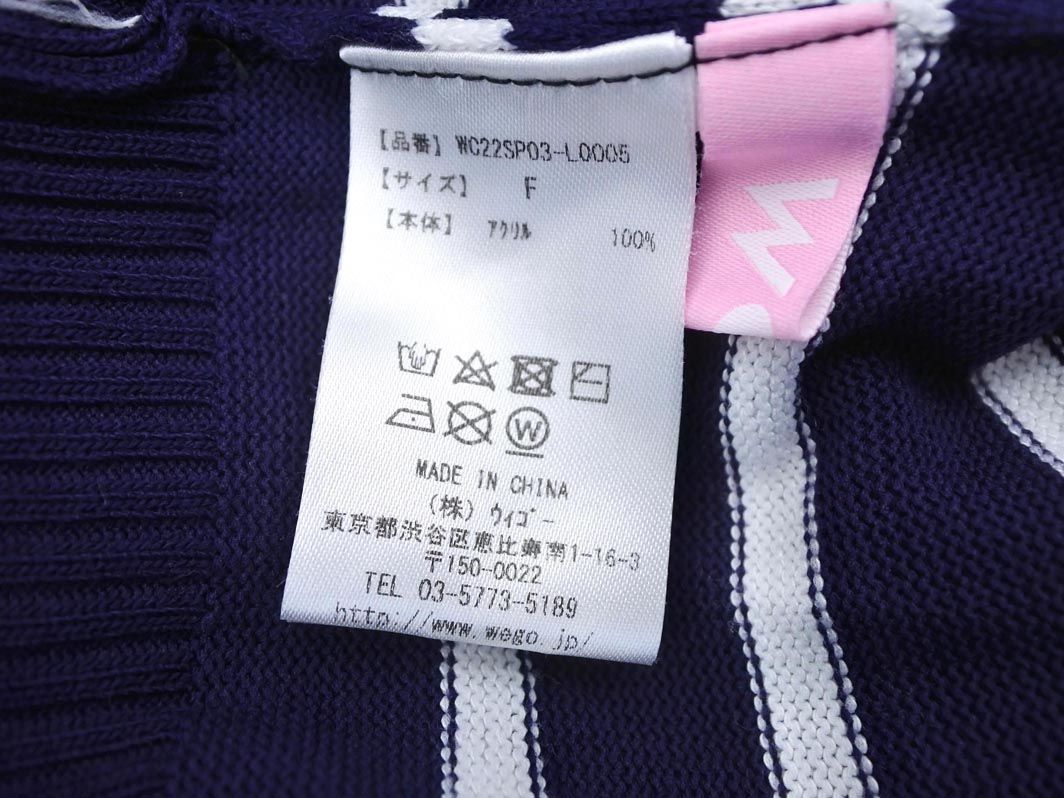 【品番】 WC22SP03-L0005
【サイズ】 F
【本体】 ｱｸﾘﾙ 100%
W
MADE IN CHINA
(株) ｳｨｺﾞｰ
東京都渋谷区恵比寿南1-16-3
〒150-0022
TEL 03-5773-5189
http://www.wego.jp/
W